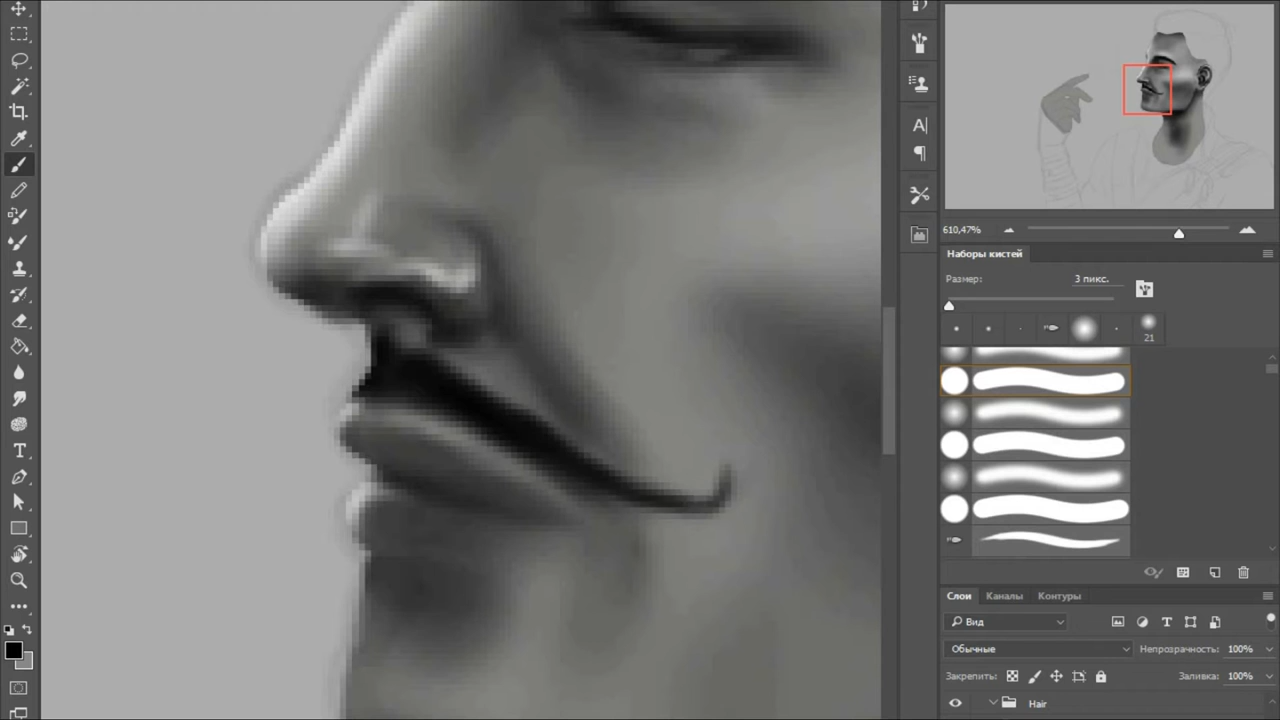 610,47%
Наборы кистей
Размер: 3 пикс.
21
Слои Каналы Контуры
Вид
Обычные Непрозрачность: 100%
Закрепить: Заливка: 100%
Hair